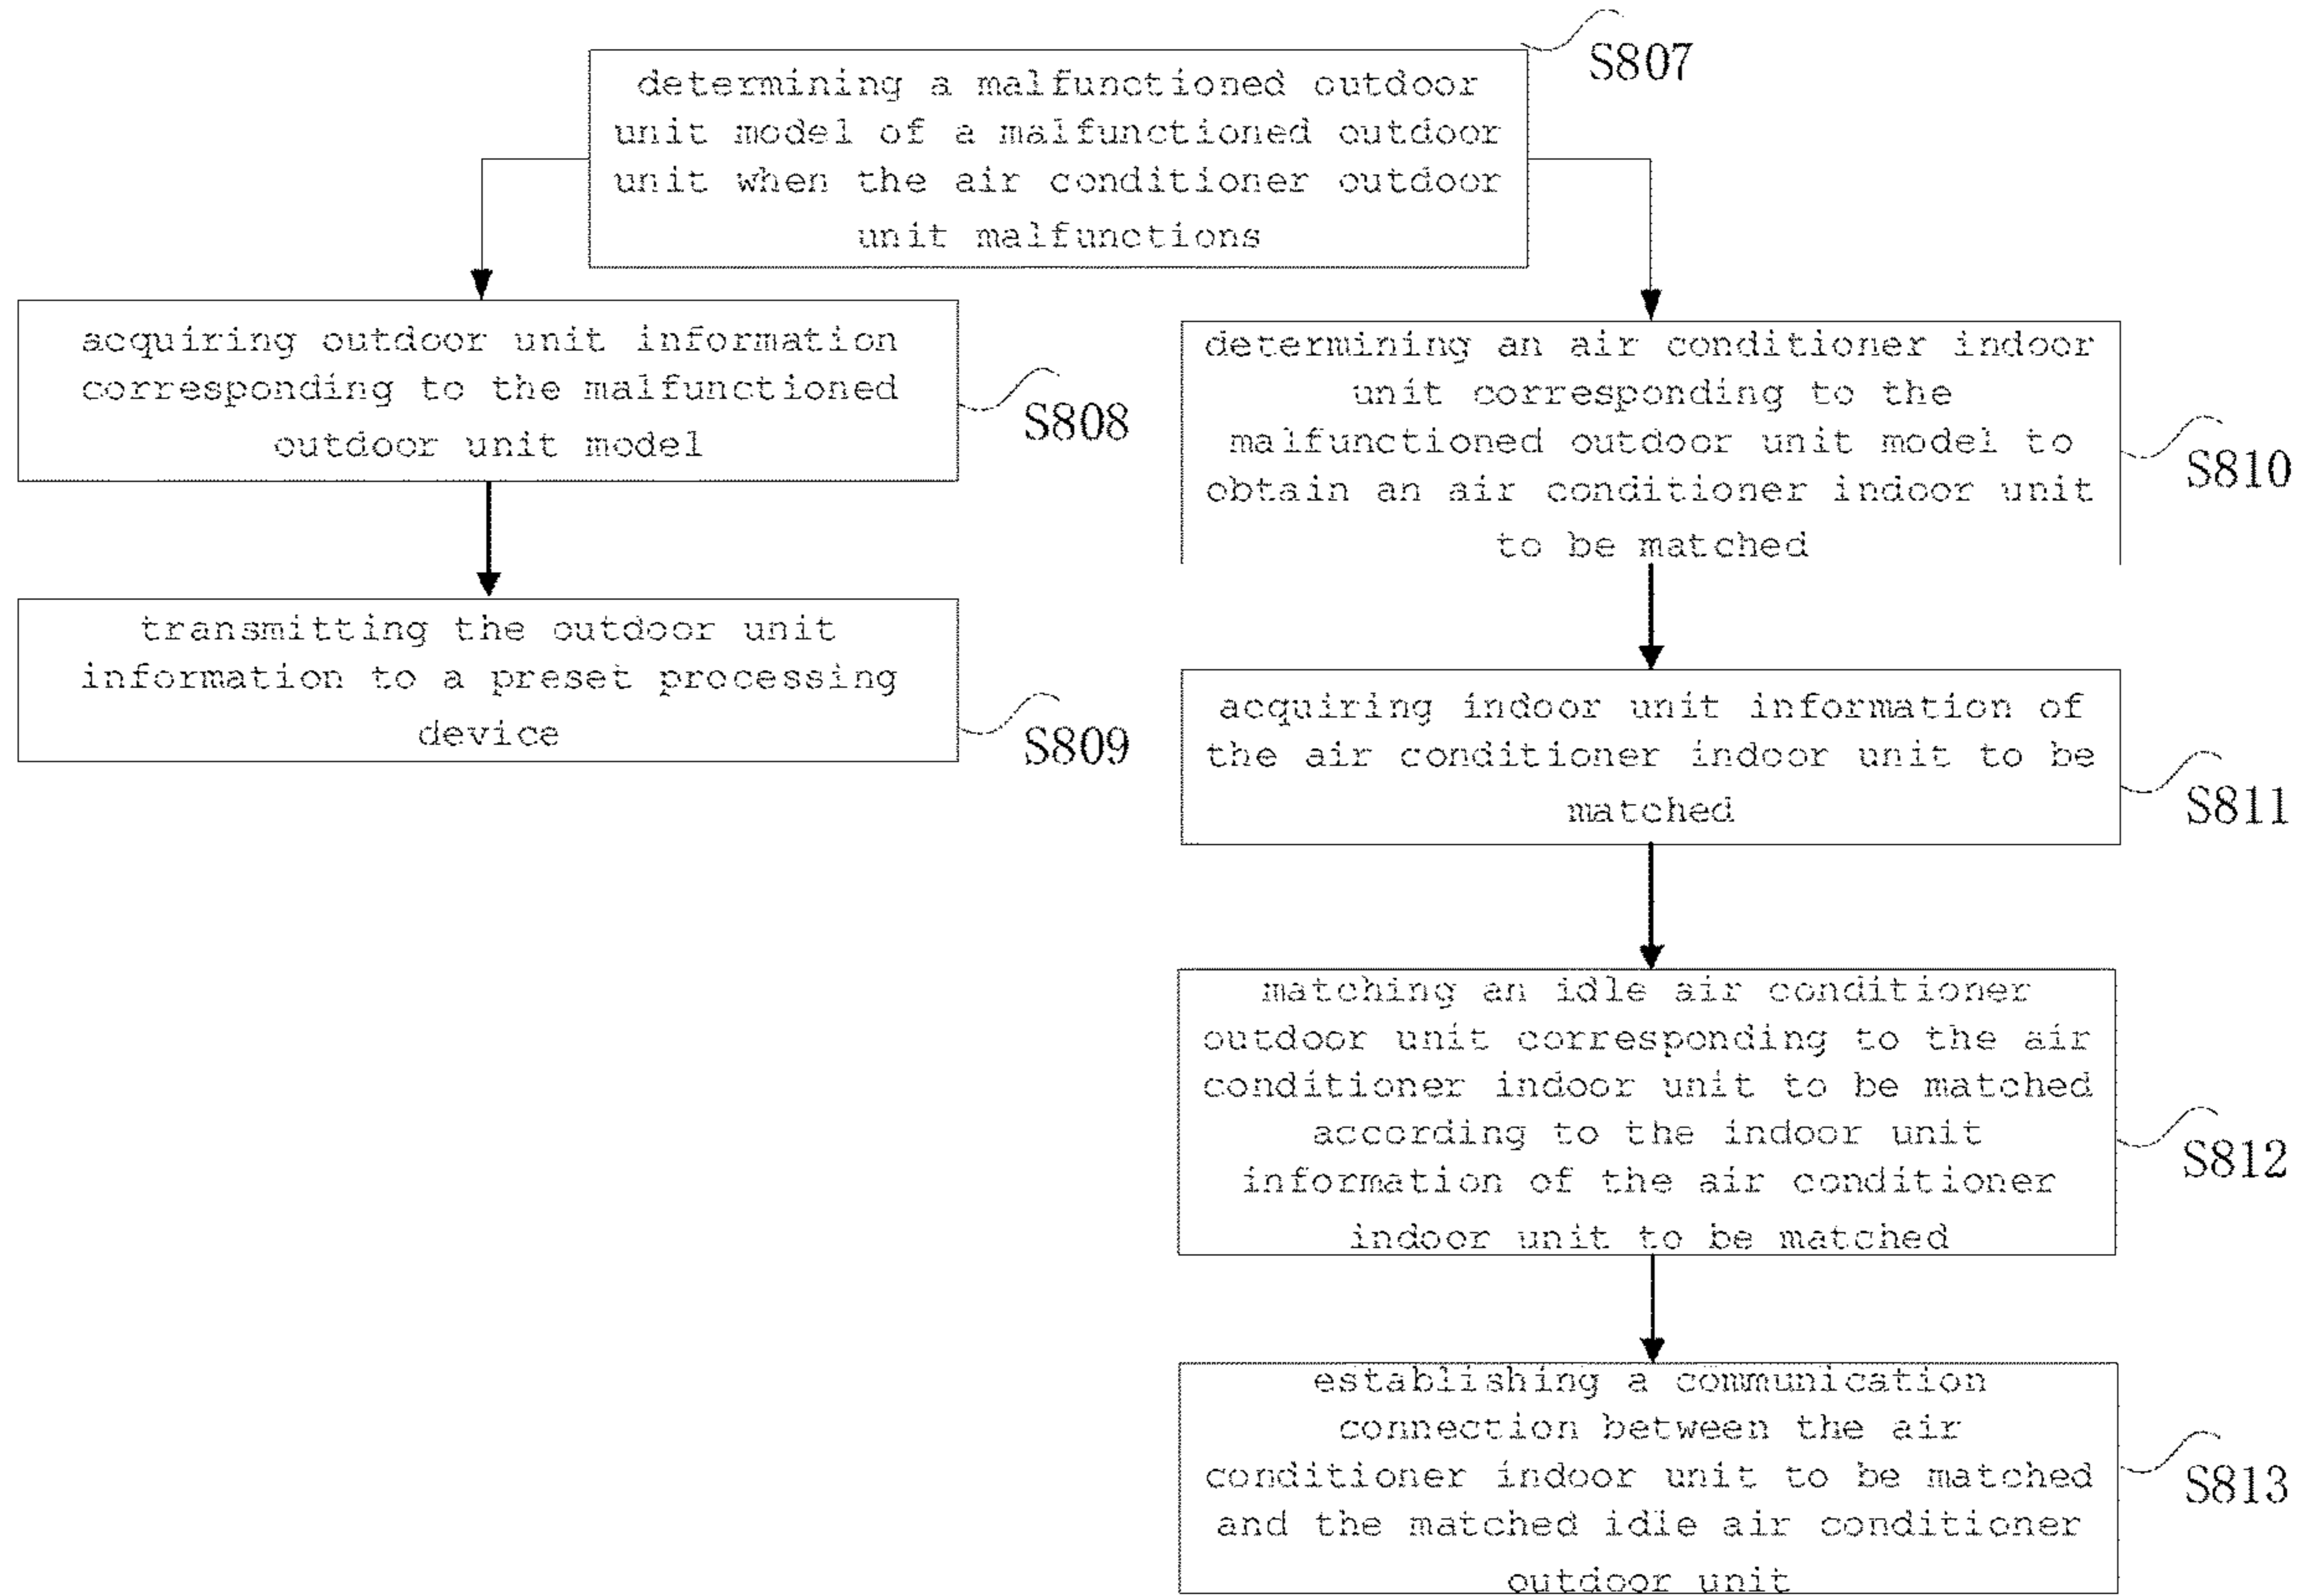 S807
determining a malfunctioned outdoor
unit model of a malfunctioned outdoor
unit when the air conditioner outdoor
unit malfunctions
acquiring outdoor unit information
corresponding to the malfunctioned
outdoor unit model
S808
transmitting the outdoor unit
information to a preset processing
device
S809
determining an air conditioner indoor
unit corresponding to the
malfunctioned outdoor unit model to
obtain an air conditioner indoor unit
to be matched
S810
acquiring indoor unit information of
the air conditioner indoor unit to be
matched
S811
matching an idle air conditioner
outdoor unit corresponding to the air
conditioner indoor unit to be matched
according to the indoor unit
information of the air conditioner
indoor unit to be matched
S812
establishing a communication
connection between the air
conditioner indoor unit to be matched
and the matched idle air conditioner
outdoor unit
S813